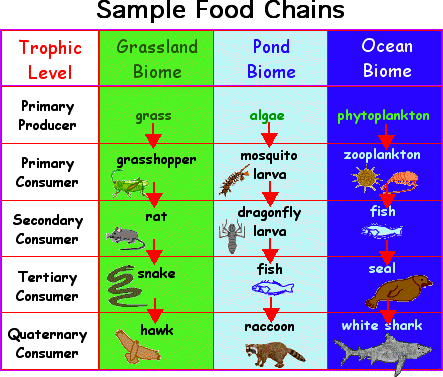 Sample Food Chains
Trophic Level
Grassland Biome
Pond Biome
Ocean Biome
Primary Producer
grass
algae
phytoplankton
Primary Consumer
grasshopper
mosquito larva
zooplankton
Secondary Consumer
rat
dragonfly larva
fish
Tertiary Consumer
snake
fish
seal
Quaternary Consumer
hawk
raccoon
white shark